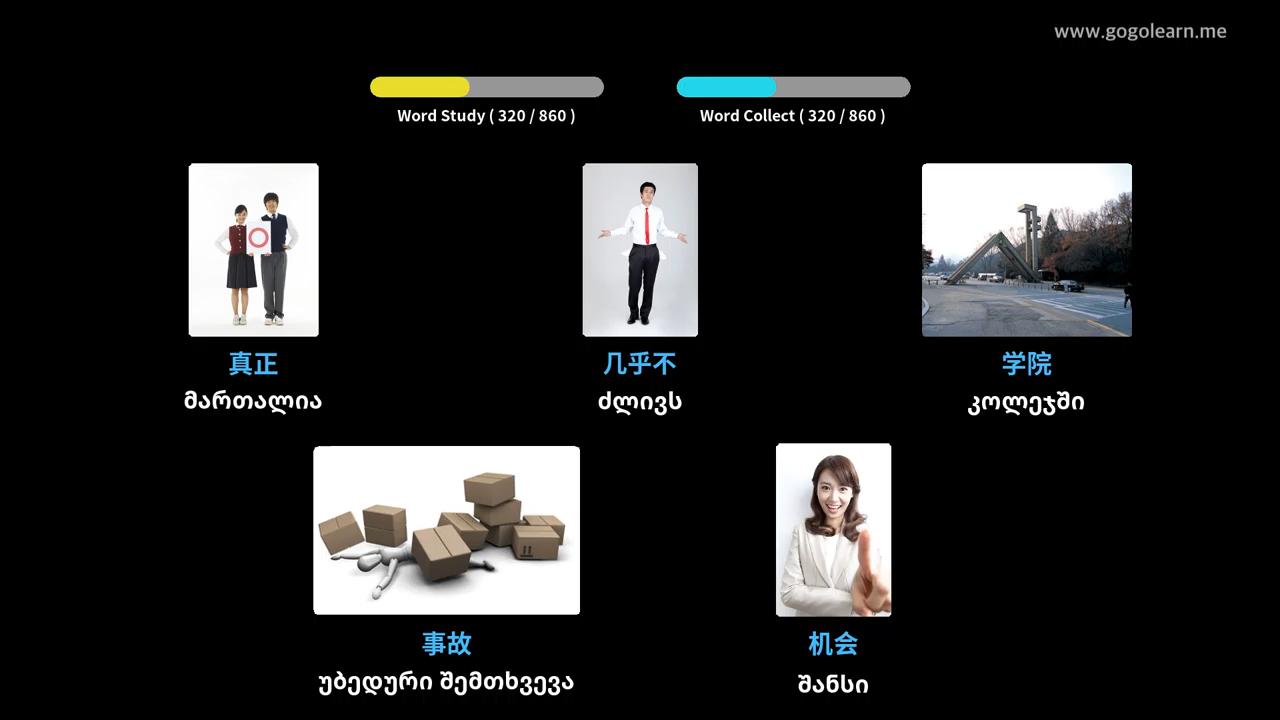 www.gogolearn.me
Word Study ( 320 / 860 )
Word Collect ( 320 / 860 )
真正
მართალია
几乎不
ძლივს
学院
კოლეჯში
事故
უბედური შემთხვევა
机会
შანსი